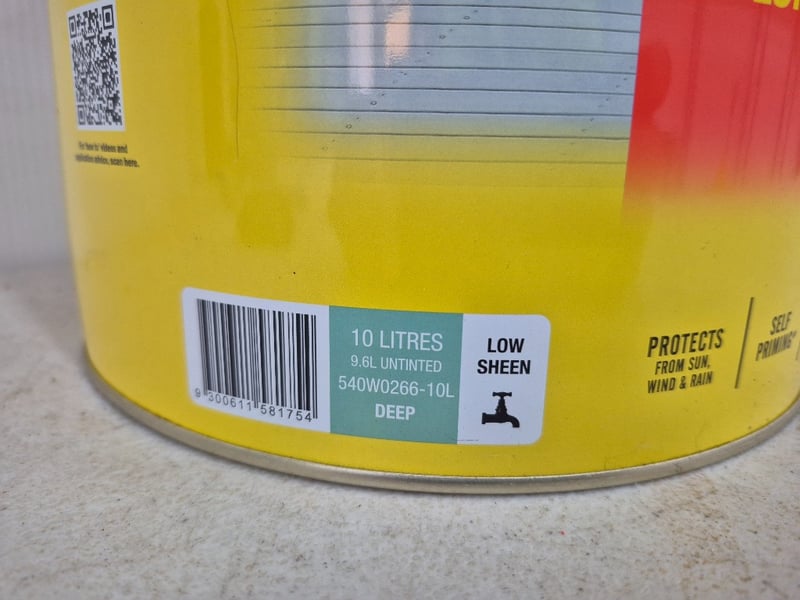 For how to' videos and
application advice, scan here.
10 LITRES
9.6L UNTINTED
540W0266-10L
DEEP
LOW
SHEEN
9 300611 581754
PROTECTS
FROM SUN,
WIND & RAIN
SELF
PRIMING*